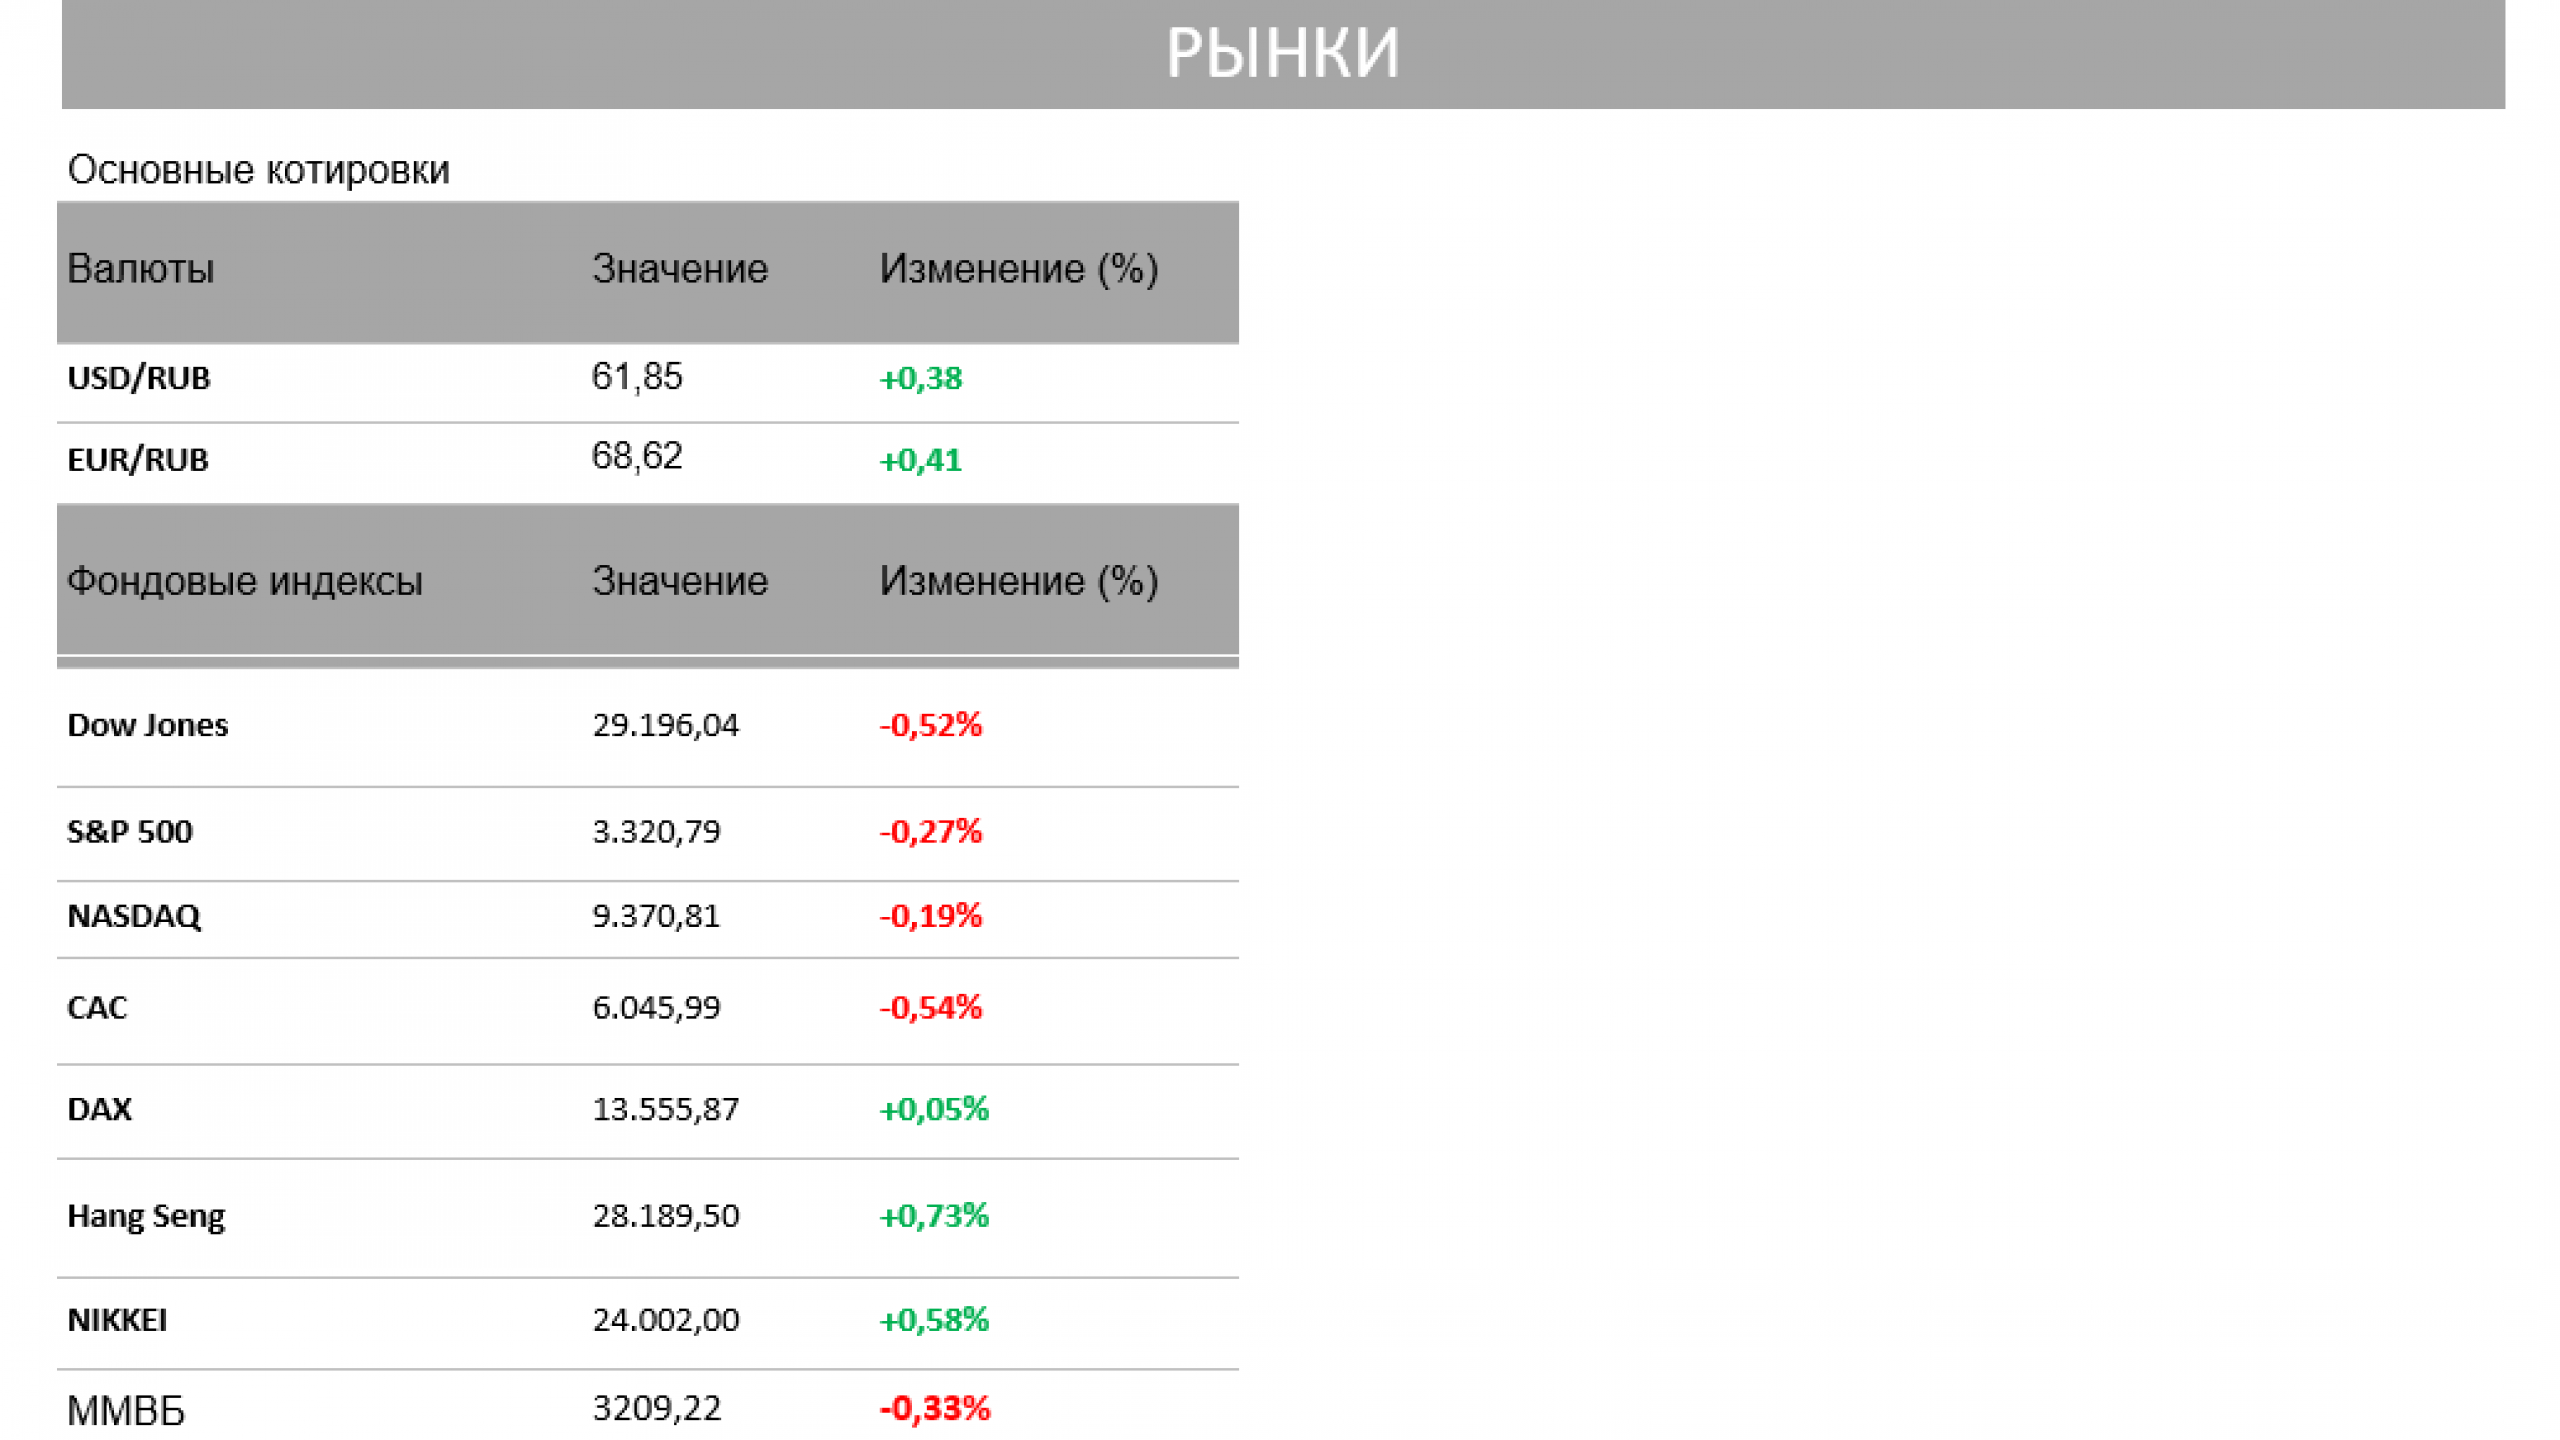 РЫНКИ
Основные котировки
Валюты Значение Изменение (%)
USD/RUB 61,85 +0,38
EUR/RUB 68,62 +0,41
Фондовые индексы Значение Изменение (%)
Dow Jones 29.196,04 -0,52%
S&P 500 3.320,79 -0,27%
NASDAQ 9.370,81 -0,19%
CAC 6.045,99 -0,54%
DAX 13.555,87 +0,05%
Hang Seng 28.189,50 +0,73%
NIKKEI 24.002,00 +0,58%
ММВБ 3209,22 -0,33%